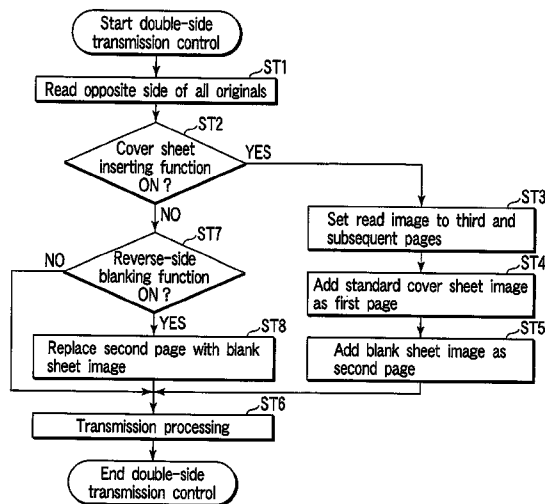 Start double-side
transmission control
ST1
Read opposite side of all originals
ST2
Cover sheet
inserting function
ON ?
YES
NO
ST3
Set read image to third and
subsequent pages
ST4
Add standard cover sheet image
as first page
ST5
Add blank sheet image as
second page
ST7
NO
Reverse-side
blanking function
ON ?
YES
ST8
Replace second page with blank
sheet image
ST6
Transmission processing
End double-side
transmission control